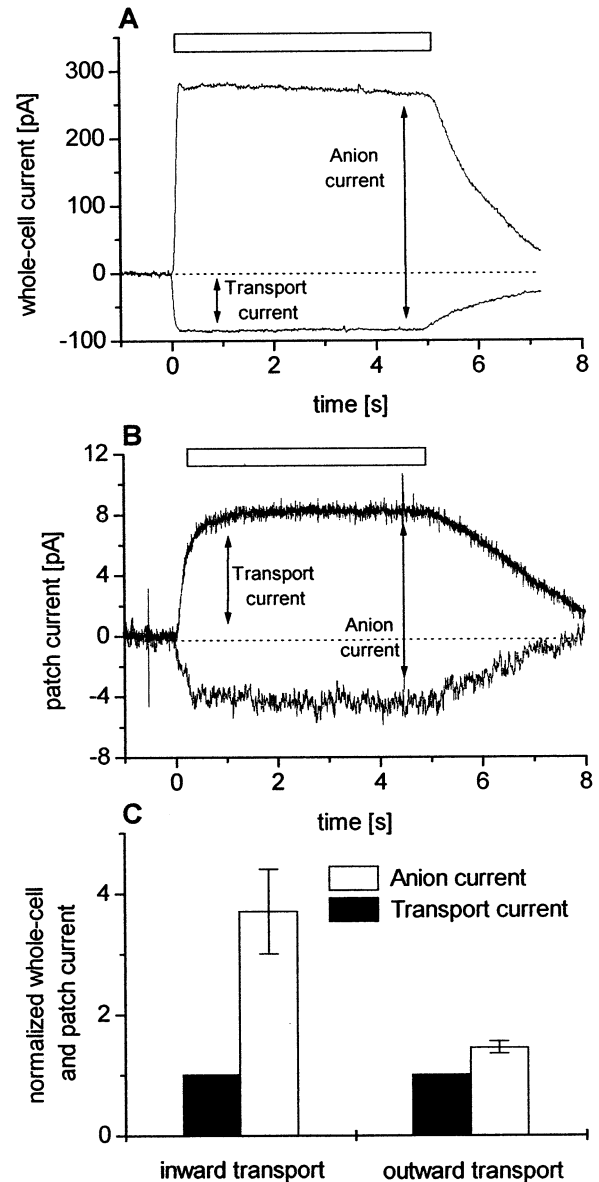 A
whole-cell current [pA]
300
200
100
0
-100
Anion
current
Transport
current
0 2 4 6 8
time [s]
B
patch current [pA]
12
8
4
0
-4
-8
Transport
current
Anion
current
0 2 4 6 8
time [s]
C
normalized whole-cell
and patch current
4
2
0
Anion current
Transport current
inward transport outward transport